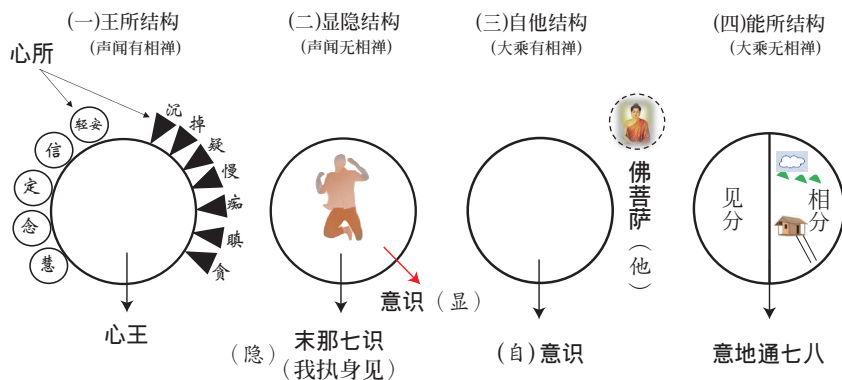 (一)王所结构
(声闻有相禅)
心所
轻安
信
定
念
慧
沉
掉
疑
慢
痴
瞋
贪
心王
(二)显隐结构
(声闻无相禅)
意识（显）
（隐）
末那七识
（我执身见）
(三)自他结构
(大乘有相禅)
佛菩萨（他）
(自)意识
(四)能所结构
(大乘无相禅)
见分
相分
意地通七八